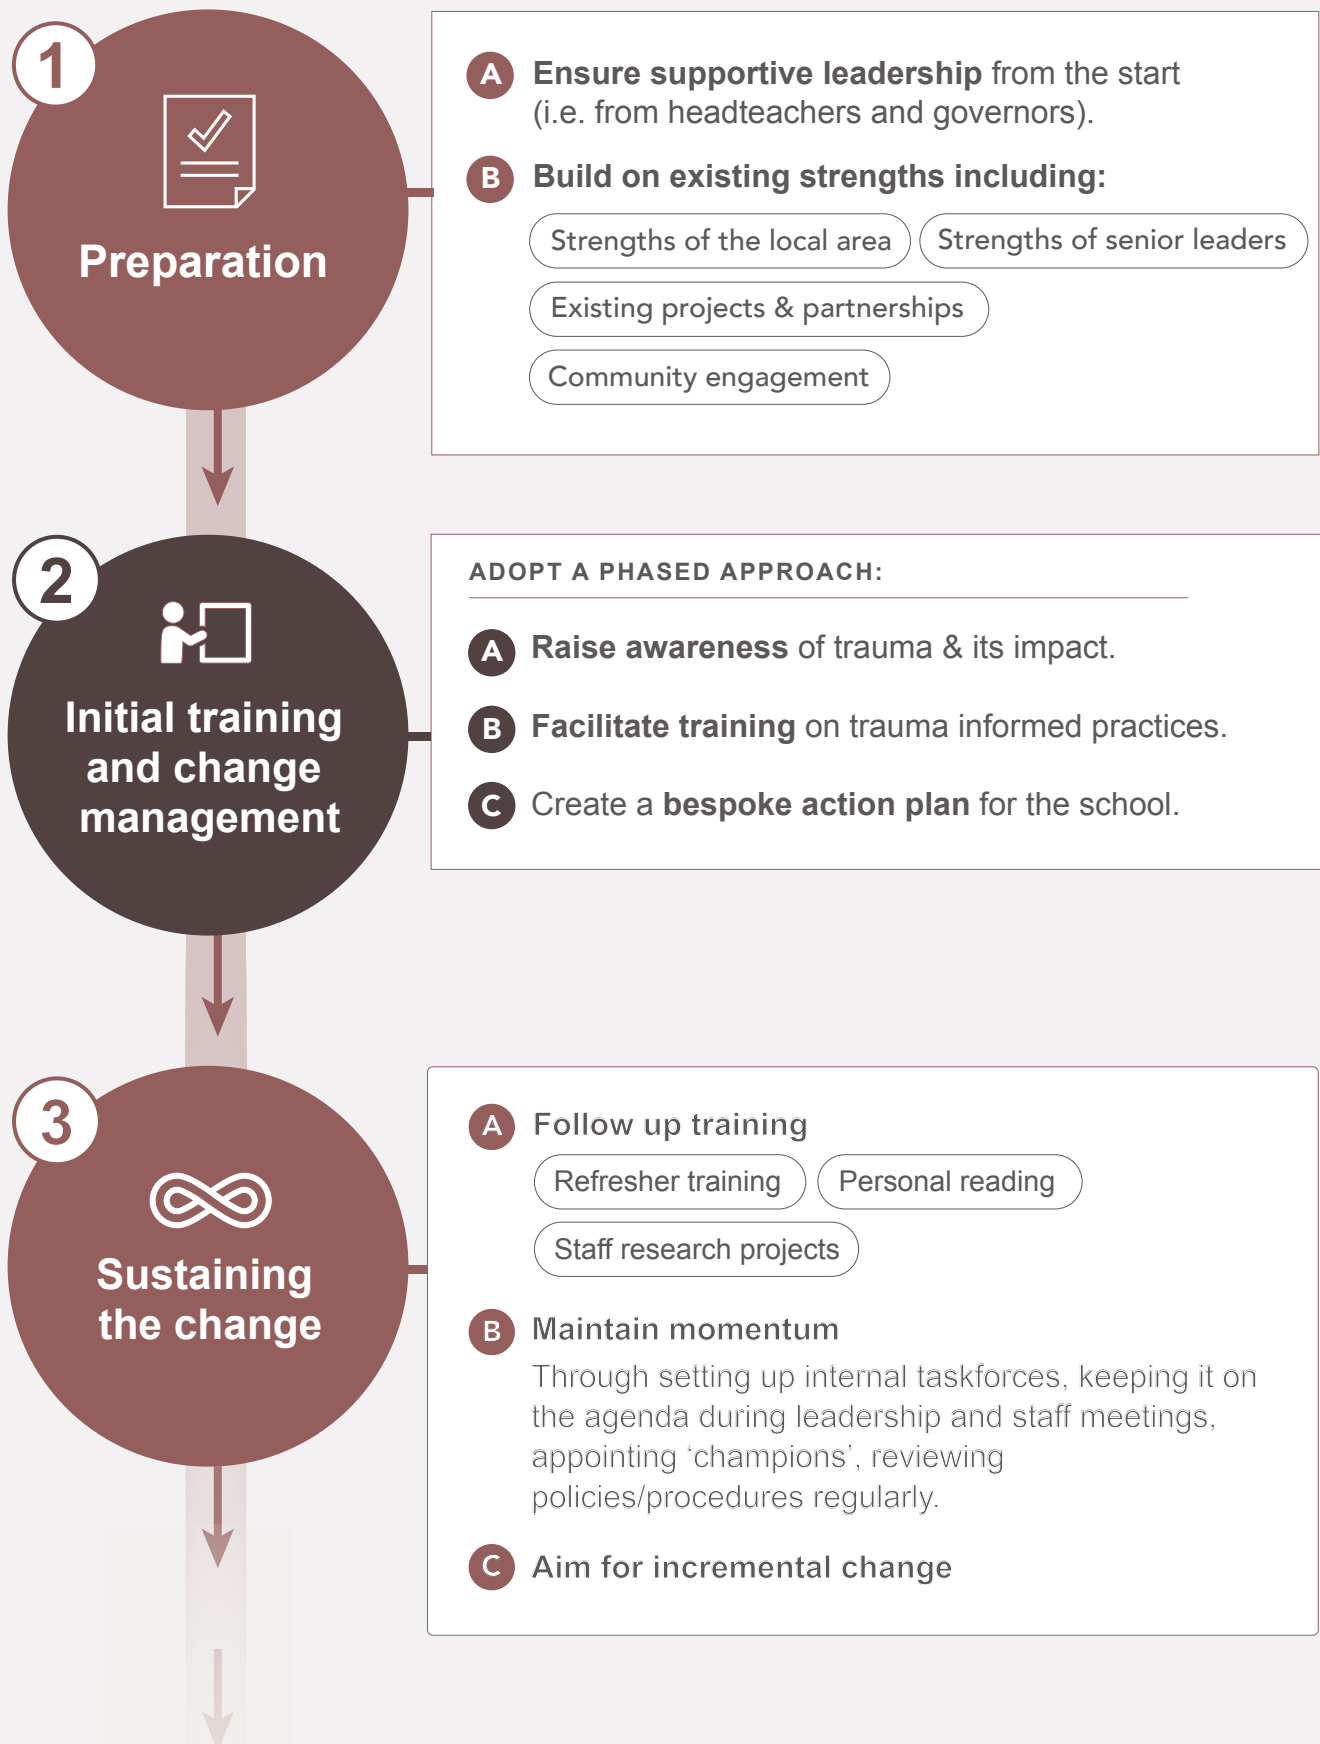 1
Preparation
A Ensure supportive leadership from the start
(i.e. from headteachers and governors).
B Build on existing strengths including:
Strengths of the local area Strengths of senior leaders
Existing projects & partnerships
Community engagement
2
Initial training
and change
management
ADOPT A PHASED APPROACH:
A Raise awareness of trauma & its impact.
B Facilitate training on trauma informed practices.
C Create a bespoke action plan for the school.
3
Sustaining
the change
A Follow up training
Refresher training Personal reading
Staff research projects
B Maintain momentum
Through setting up internal taskforces, keeping it on
the agenda during leadership and staff meetings,
appointing ‘champions’, reviewing
policies/procedures regularly.
C Aim for incremental change